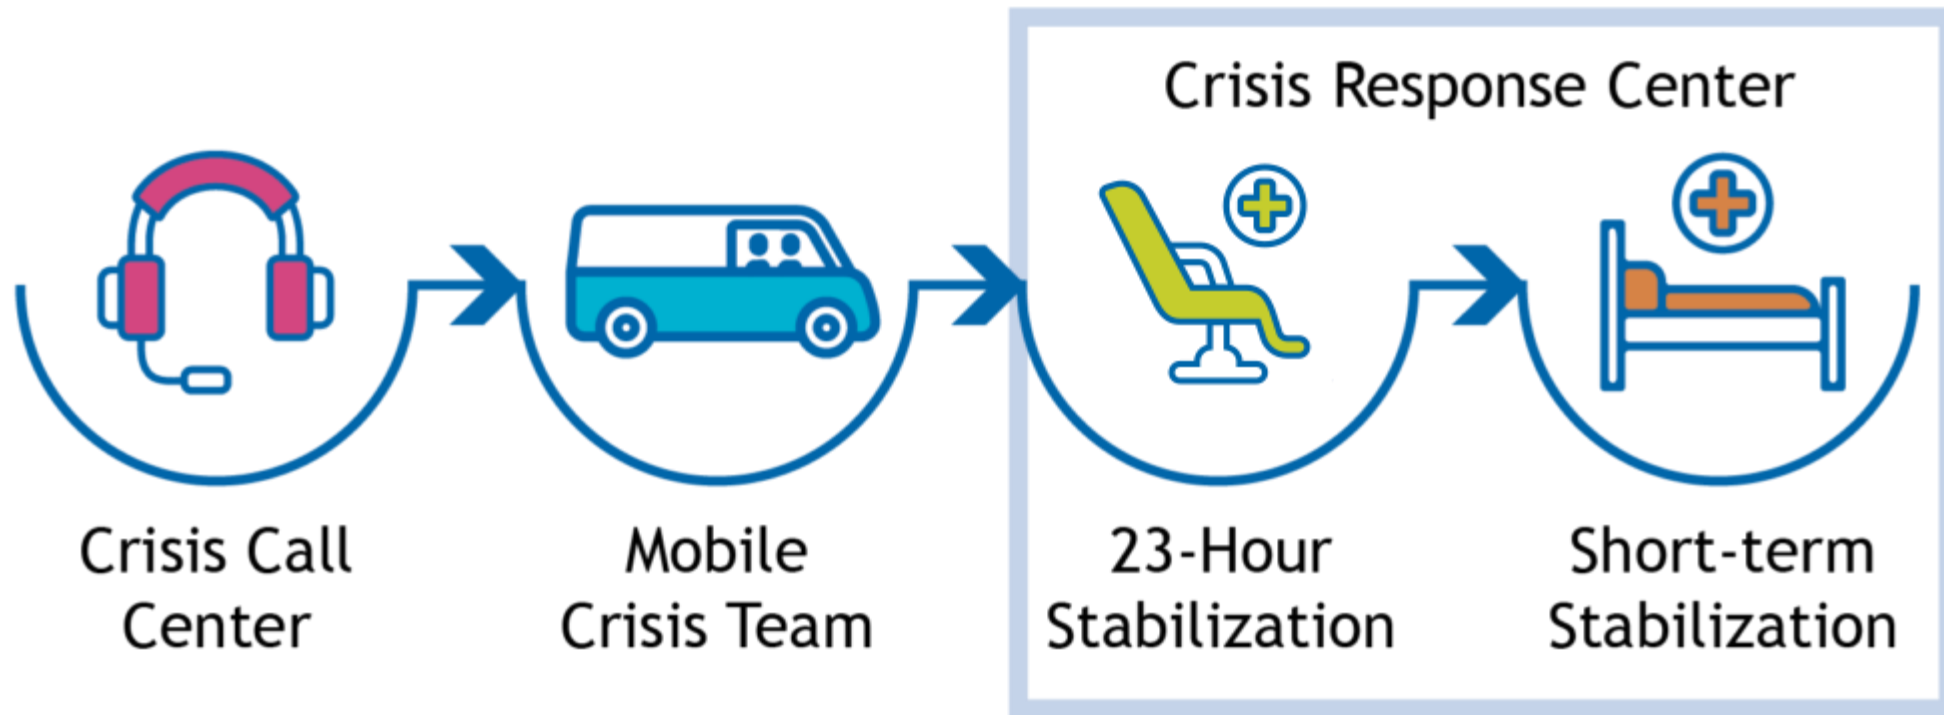 Crisis Response Center
Crisis Call
Center
Mobile
Crisis Team
23-Hour
Stabilization
Short-term
Stabilization